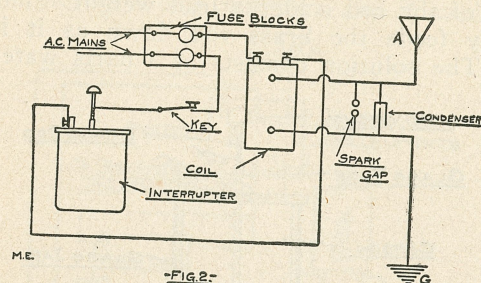 FUSE BLOCKS
A.C. MAINS
A
KEY
CONDENSER
COIL
SPARK
GAP
INTERRUPTER
M.E.
-FIG. 2.-
G